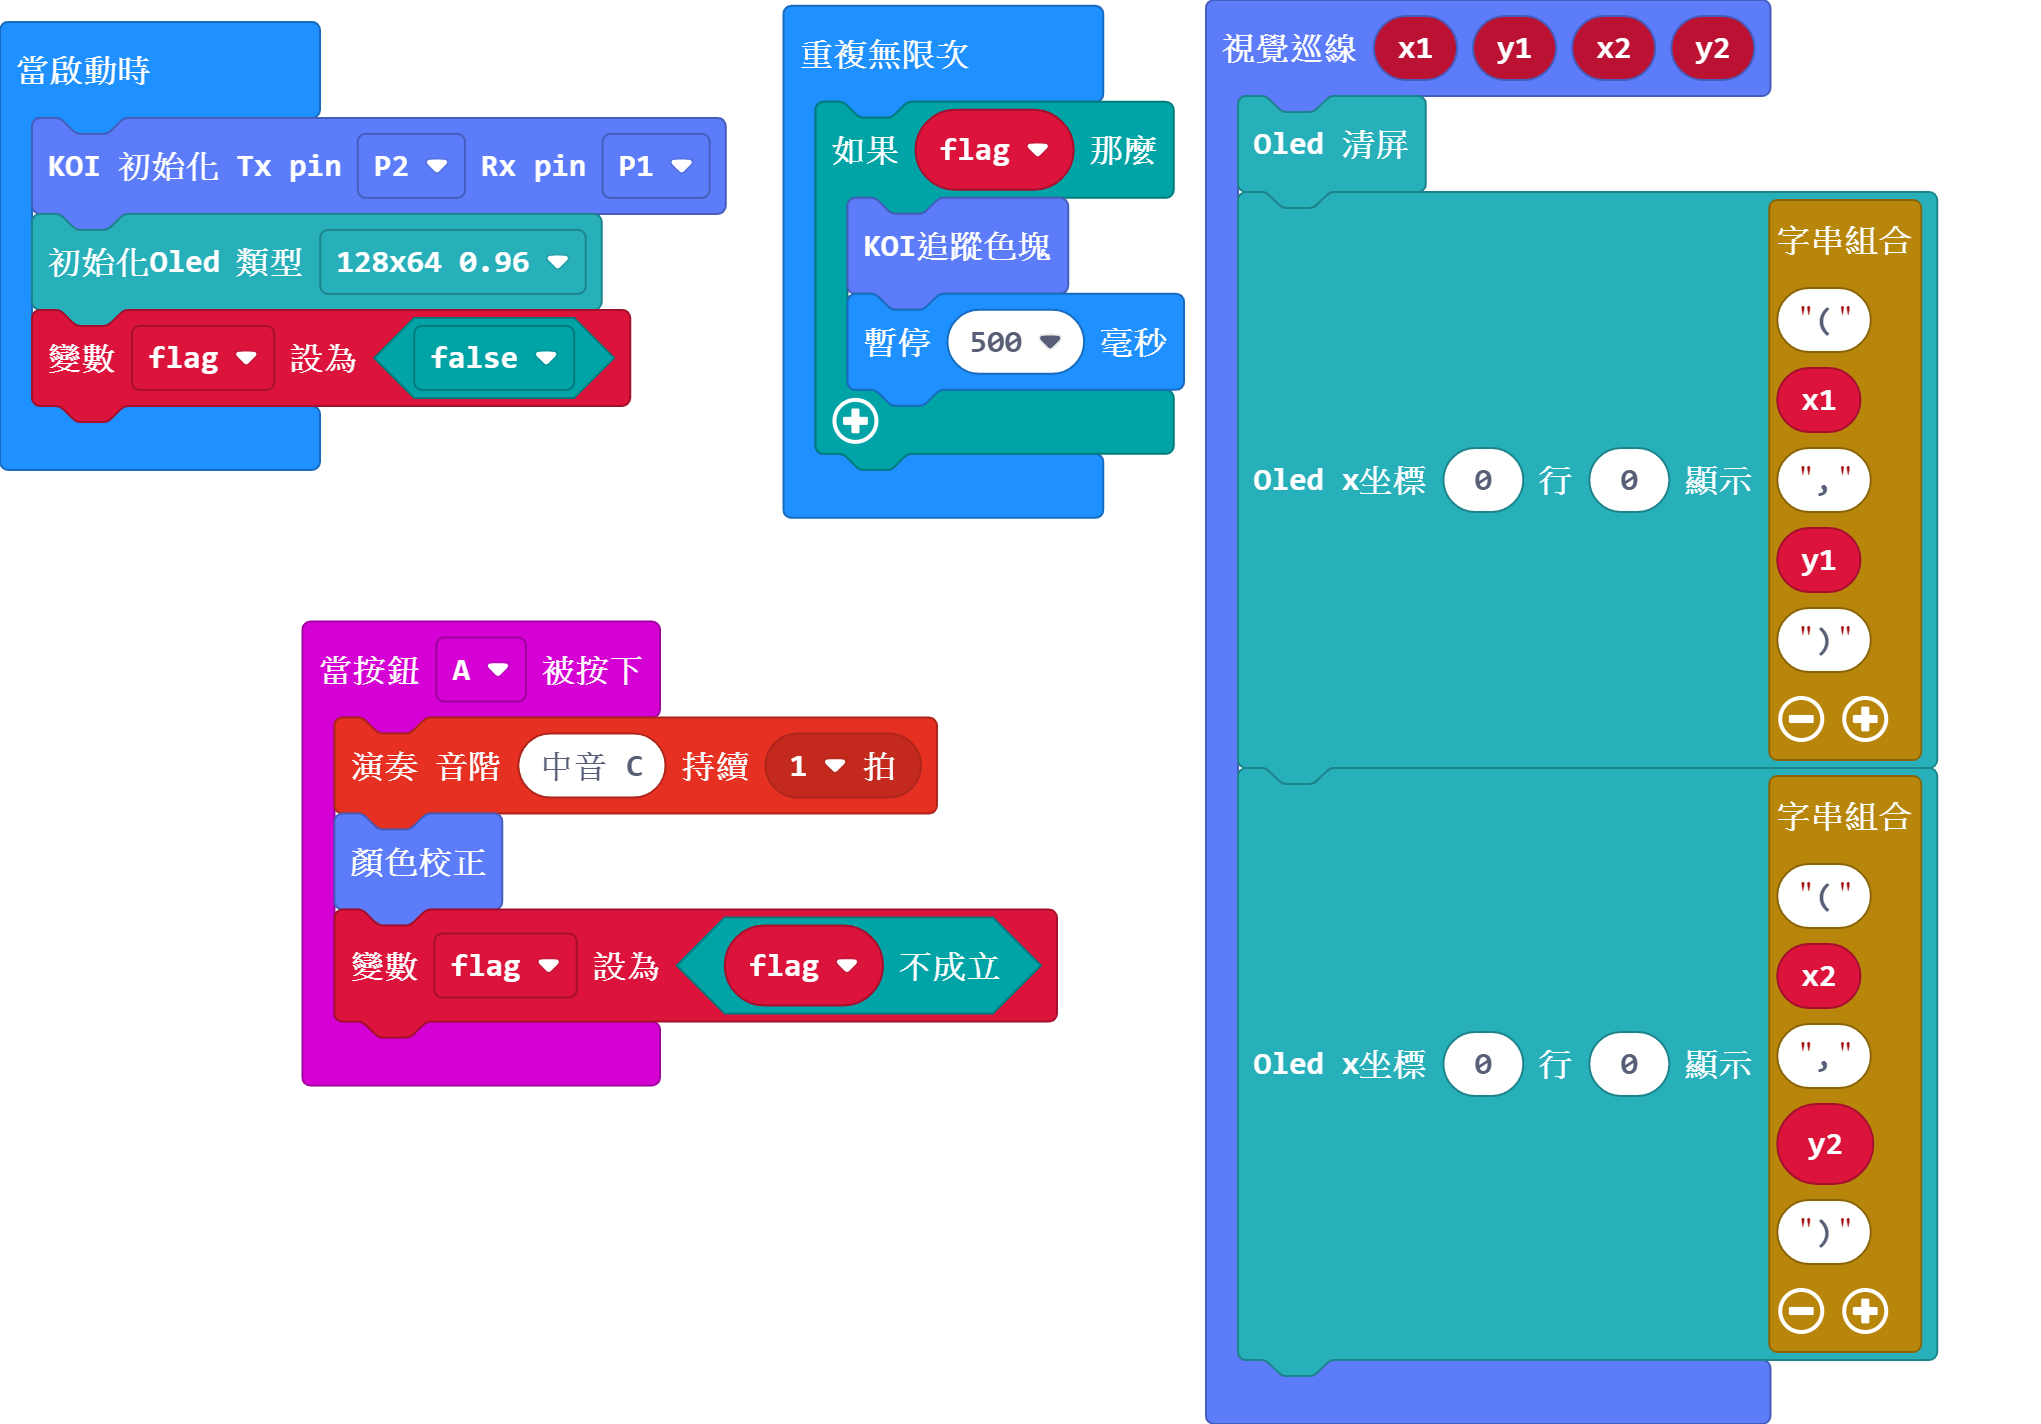 當啟動時
KOI 初始化 Tx pin P2 Rx pin P1
初始化Oled 類型 128x64 0.96
變數 flag 設為 false
重複無限次
如果 flag 那麼
KOI追蹤色塊
暫停 500 毫秒
當按鈕 A 被按下
演奏 音階 中音 C 持續 1 拍
顏色校正
變數 flag 設為 flag 不成立
視覺巡線 x1 y1 x2 y2
Oled 清屏
Oled x坐標 0 行 0 顯示
字串組合
"("
x1
","
y1
")"
Oled x坐標 0 行 0 顯示
字串組合
"("
x2
","
y2
")"